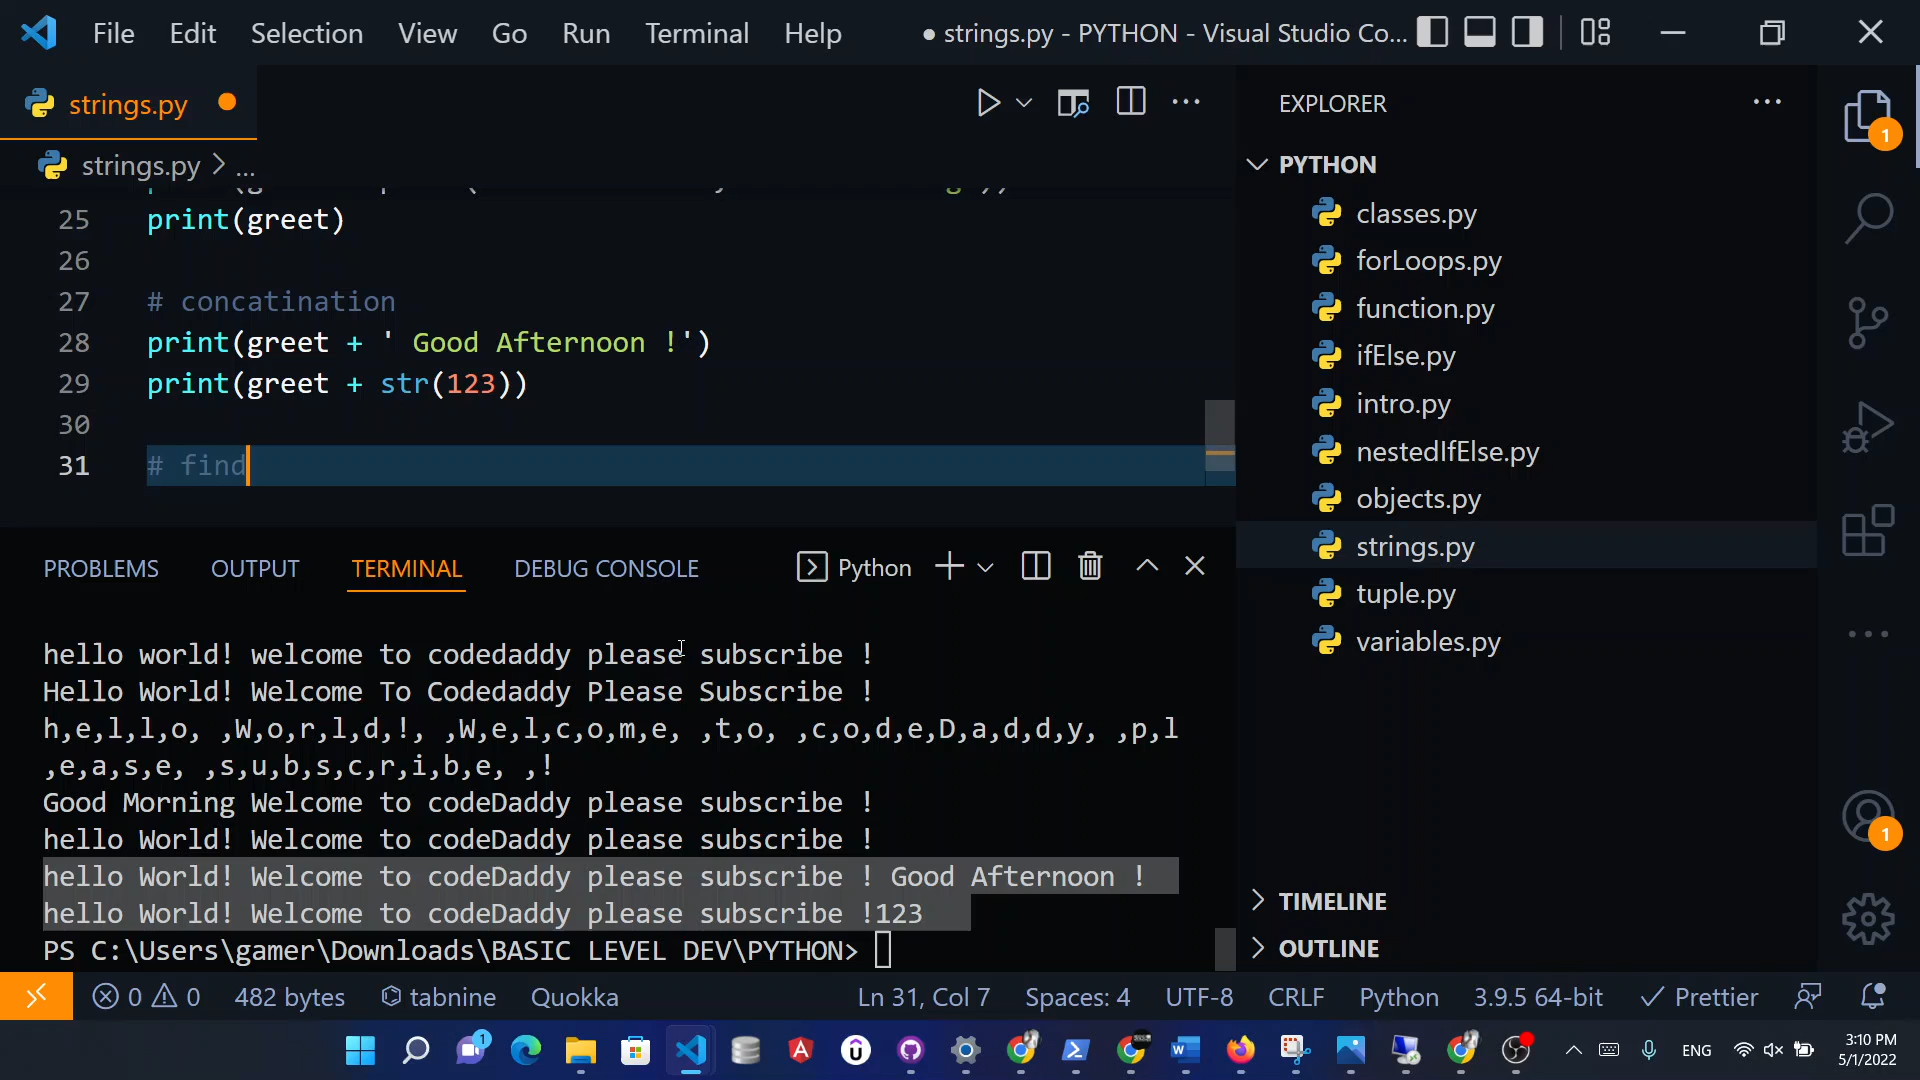 File Edit Selection View Go Run Terminal Help ● strings.py - PYTHON - Visual Studio Co...
strings.py
strings.py > ...
25 print(greet)
26
27 # concatination
28 print(greet + ' Good Afternoon !')
29 print(greet + str(123))
30
31 # find
PROBLEMS OUTPUT TERMINAL DEBUG CONSOLE Python
hello world! welcome to codedaddy please subscribe !
Hello World! Welcome To Codedaddy Please Subscribe !
h,e,l,l,o, ,W,o,r,l,d,!, ,W,e,l,c,o,m,e, ,t,o, ,c,o,d,e,D,a,d,d,y, ,p,l
,e,a,s,e, ,s,u,b,s,c,r,i,b,e, ,!
Good Morning Welcome to codeDaddy please subscribe !
hello World! Welcome to codeDaddy please subscribe !
hello World! Welcome to codeDaddy please subscribe ! Good Afternoon !
hello World! Welcome to codeDaddy please subscribe !123
PS C:\Users\gamer\Downloads\BASIC LEVEL DEV\PYTHON>
EXPLORER
PYTHON
classes.py
forLoops.py
function.py
ifElse.py
intro.py
nestedIfElse.py
objects.py
strings.py
tuple.py
variables.py
TIMELINE
OUTLINE
1
1
0 0 482 bytes tabnine Quokka Ln 31, Col 7 Spaces: 4 UTF-8 CRLF Python 3.9.5 64-bit Prettier
1
ENG
3:10 PM
5/1/2022